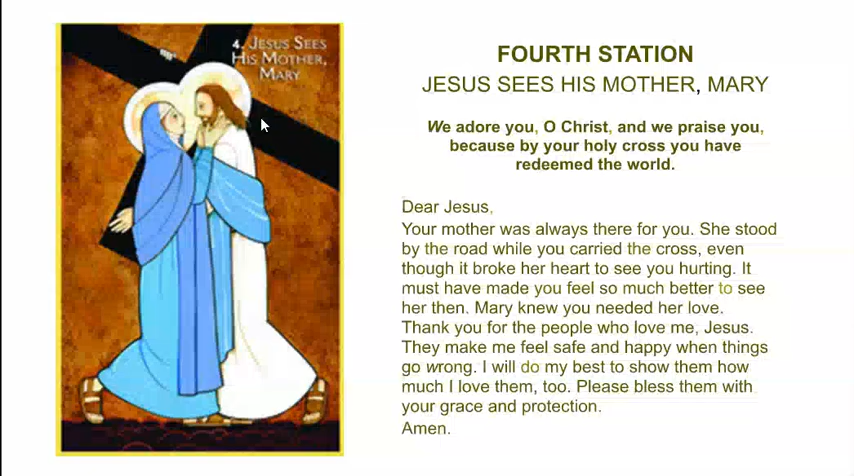 4. JESUS SEES
HIS MOTHER,
MARY
FOURTH STATION
JESUS SEES HIS MOTHER, MARY
We adore you, O Christ, and we praise you,
because by your holy cross you have
redeemed the world.
Dear Jesus,
Your mother was always there for you. She stood
by the road while you carried the cross, even
though it broke her heart to see you hurting. It
must have made you feel so much better to see
her then. Mary knew you needed her love.
Thank you for the people who love me, Jesus.
They make me feel safe and happy when things
go wrong. I will do my best to show them how
much I love them, too. Please bless them with
your grace and protection.
Amen.